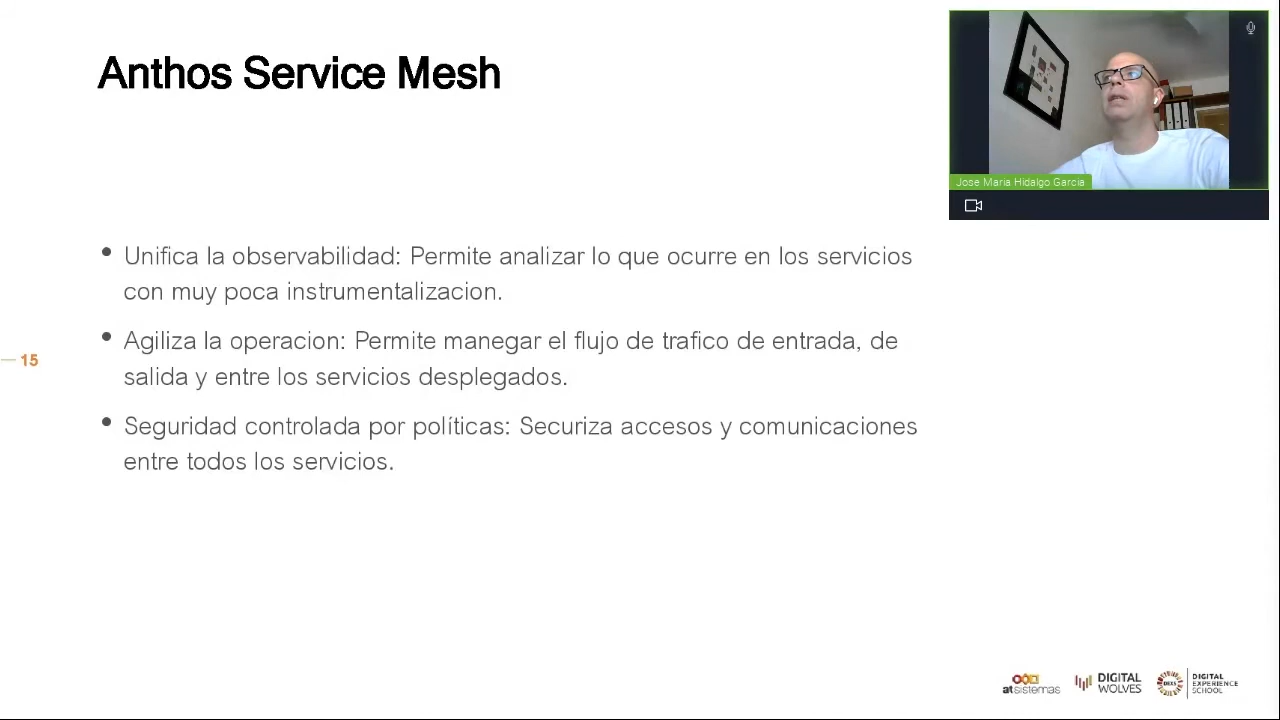 Anthos Service Mesh
Jose Maria Hidalgo Garcia
• Unifica la observabilidad: Permite analizar lo que ocurre en los servicios
con muy poca instrumentalizacion.
• Agiliza la operacion: Permite manegar el flujo de trafico de entrada, de
salida y entre los servicios desplegados.
15
• Seguridad controlada por políticas: Securiza accesos y comunicaciones
entre todos los servicios.
atsistemas
DIGITAL
WOLVES
DEXS
DIGITAL
EXPERIENCE
SCHOOL